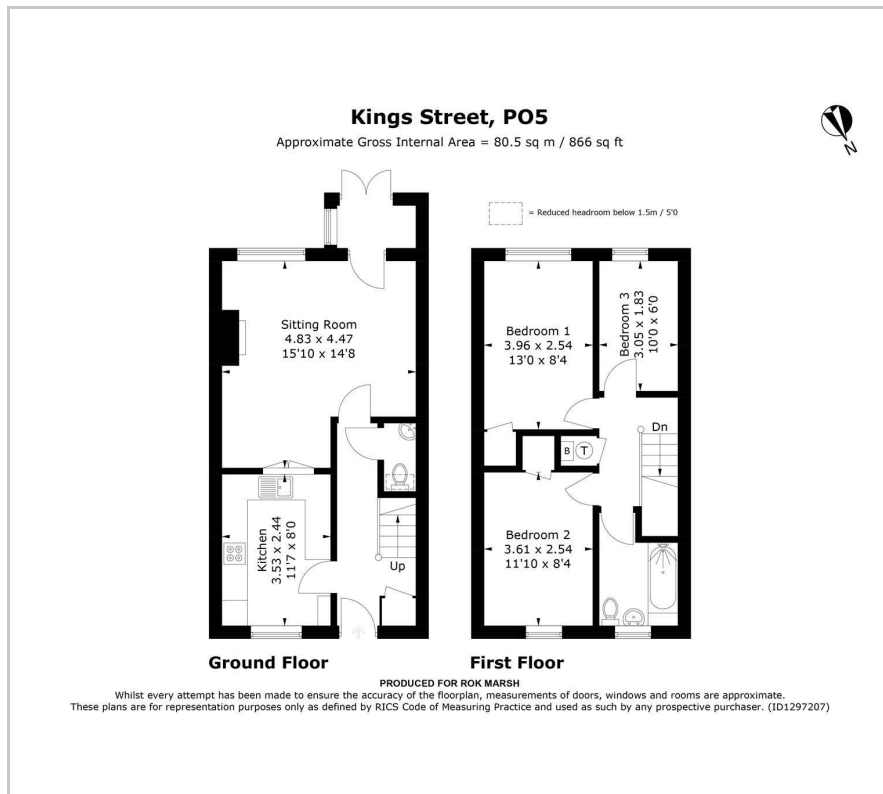 Kings Street, PO5
Approximate Gross Internal Area = 80.5 sq m / 866 sq ft
N
= Reduced headroom below 1.5m / 5'0
Sitting Room
4.83 x 4.47
15'10 x 14'8
Kitchen
3.53 x 2.44
11'7 x 8'0
Up
Ground Floor
Bedroom 1
3.96 x 2.54
13'0 x 8'4
Bedroom 3
3.05 x 1.83
10'0 x 6'0
Dn
B
T
Bedroom 2
3.61 x 2.54
11'10 x 8'4
First Floor
PRODUCED FOR ROK MARSH
Whilst every attempt has been made to ensure the accuracy of the floorplan, measurements of doors, windows and rooms are approximate.
These plans are for representation purposes only as defined by RICS Code of Measuring Practice and used as such by any prospective purchaser. (ID1297207)